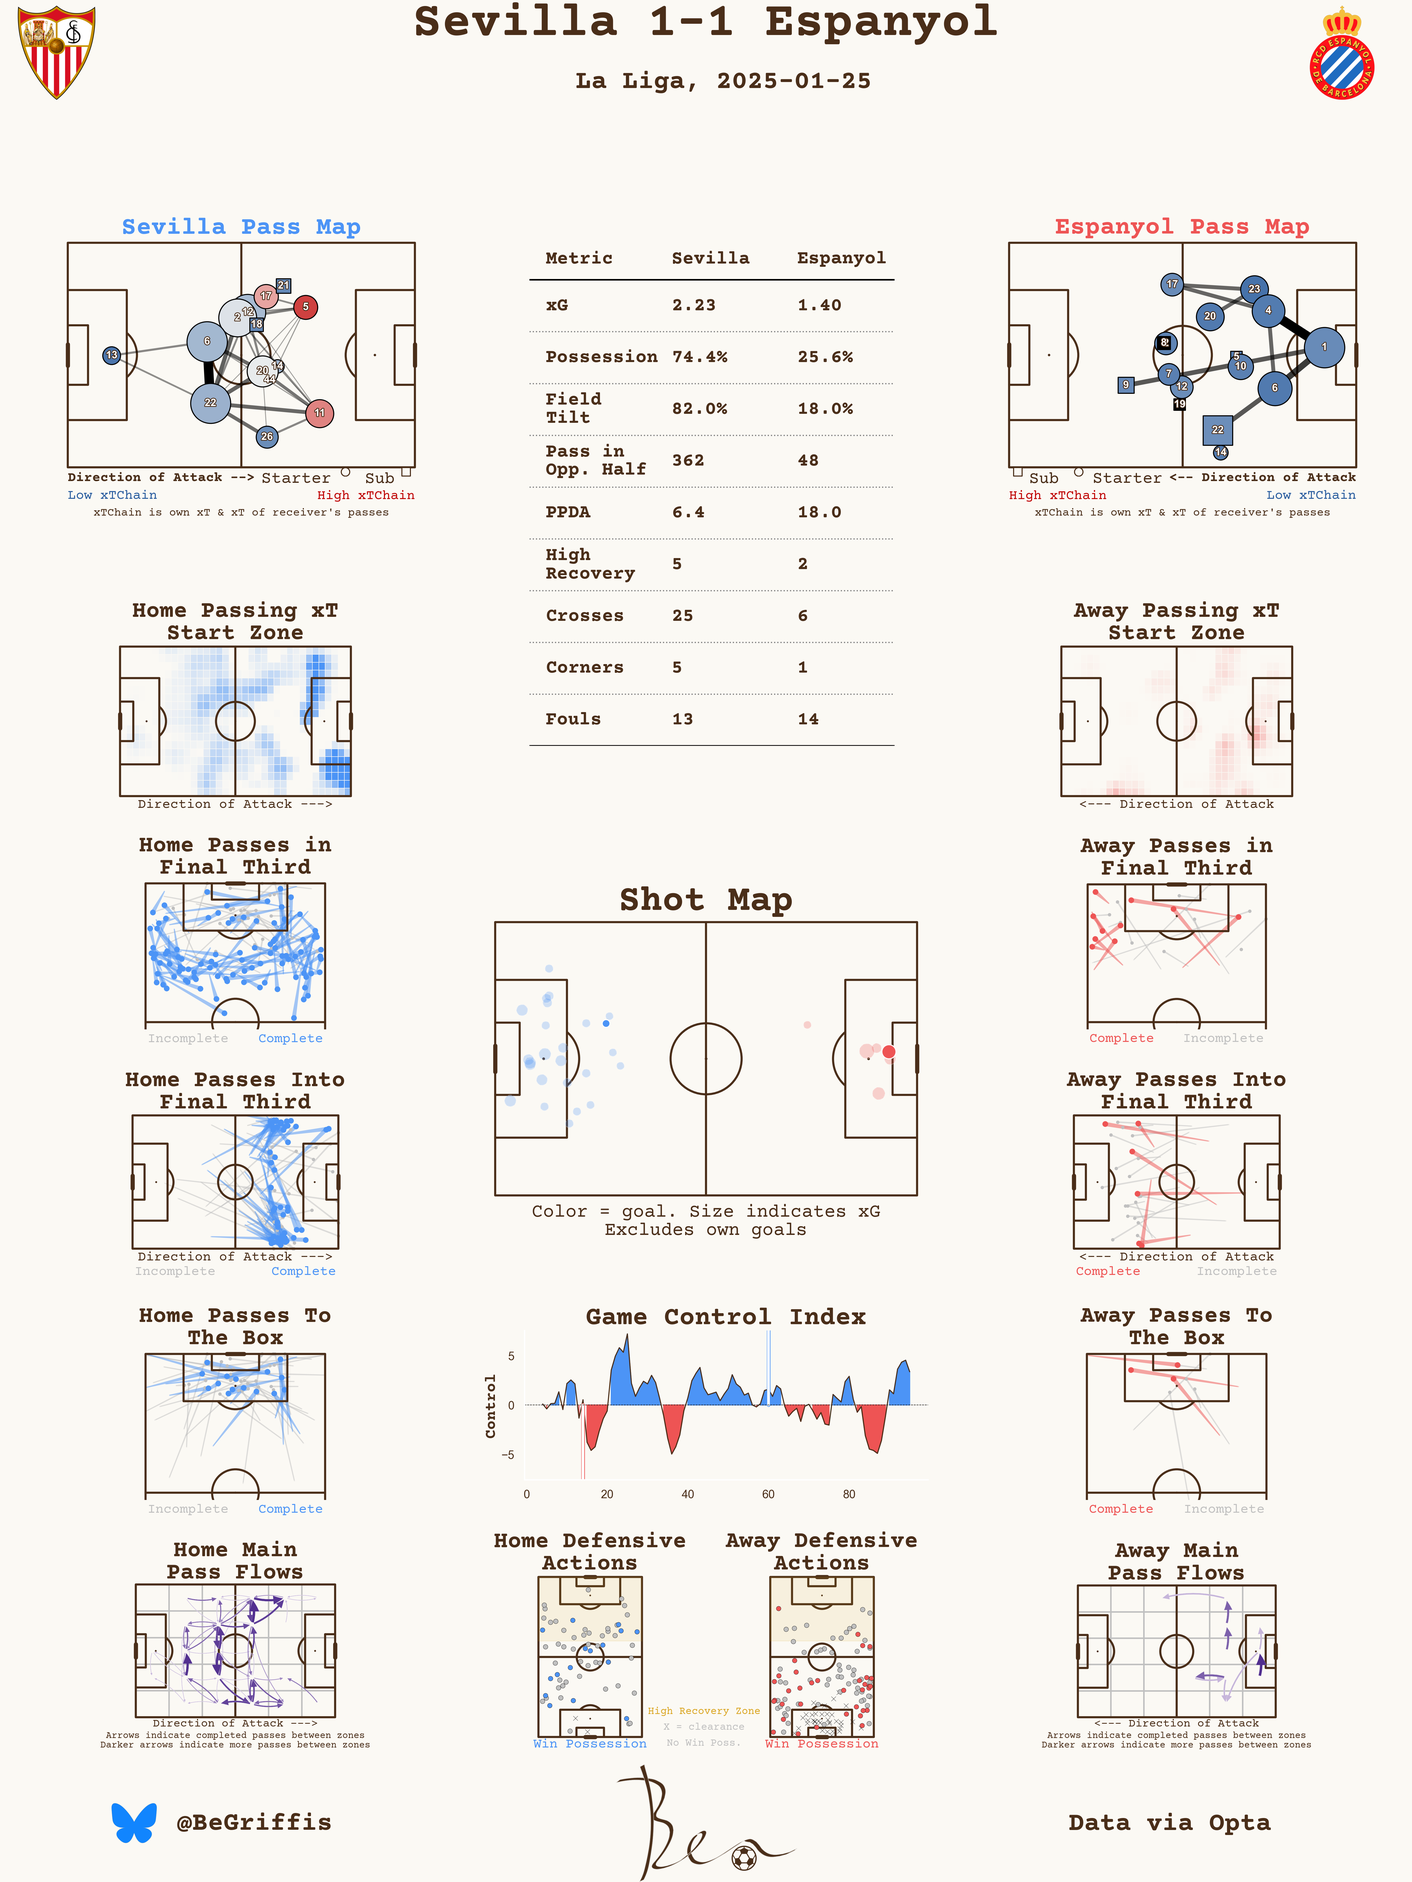 Sevilla 1-1 Espanyol
La Liga, 2025-01-25
RCD ESPANYOL
DE BARCELONA
Sevilla Pass Map
13
6
22
2
12
18
17
21
5
20
14
44
11
26
Direction of Attack --> Starter Sub
Low xTChain High xTChain
xTChain is own xT & xT of receiver's passes
Metric Sevilla Espanyol
xG 2.23 1.40
Possession 74.4% 25.6%
Field
Tilt 82.0% 18.0%
Pass in
Opp. Half 362 48
PPDA 6.4 18.0
High
Recovery 5 2
Crosses 25 6
Corners 5 1
Fouls 13 14
Espanyol Pass Map
17
23
4
20
8
1
5
10
7
9
12
6
19
22
14
Sub Starter <-- Direction of Attack
High xTChain Low xTChain
xTChain is own xT & xT of receiver's passes
Home Passing xT
Start Zone
Direction of Attack --->
Away Passing xT
Start Zone
<--- Direction of Attack
Home Passes in
Final Third
Incomplete Complete
Away Passes in
Final Third
Complete Incomplete
Shot Map
Color = goal. Size indicates xG
Excludes own goals
Home Passes Into
Final Third
Direction of Attack --->
Incomplete Complete
Away Passes Into
Final Third
<--- Direction of Attack
Complete Incomplete
Home Passes To
The Box
Incomplete Complete
Game Control Index
Control
5
0
−5
0 20 40 60 80
Away Passes To
The Box
Complete Incomplete
Home Main
Pass Flows
Direction of Attack --->
Arrows indicate completed passes between zones
Darker arrows indicate more passes between zones
Home Defensive
Actions
Win Possession
High Recovery Zone
X = clearance
No Win Poss.
Away Defensive
Actions
Win Possession
Away Main
Pass Flows
<--- Direction of Attack
Arrows indicate completed passes between zones
Darker arrows indicate more passes between zones
@BeGriffis
Data via Opta